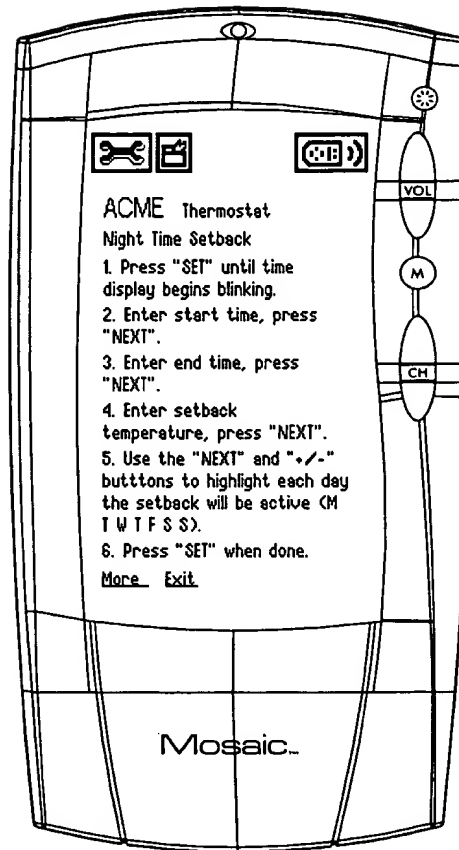 VOL
ACME Thermostat
Night Time Setback
1. Press "SET" until time
display begins blinking.
2. Enter start time, press
"NEXT".
3. Enter end time, press
"NEXT".
4. Enter setback
temperature, press "NEXT".
5. Use the "NEXT" and "+/-"
butttons to highlight each day
the setback will be active (M
T W T F S S).
6. Press "SET" when done.
More Exit
M
CH
Mosaic™